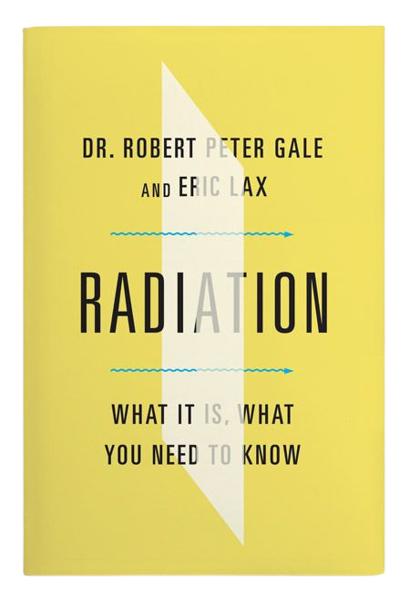 DR. ROBERT PETER GALE
AND ERIC LAX
RADIATION
WHAT IT IS, WHAT
YOU NEED TO KNOW